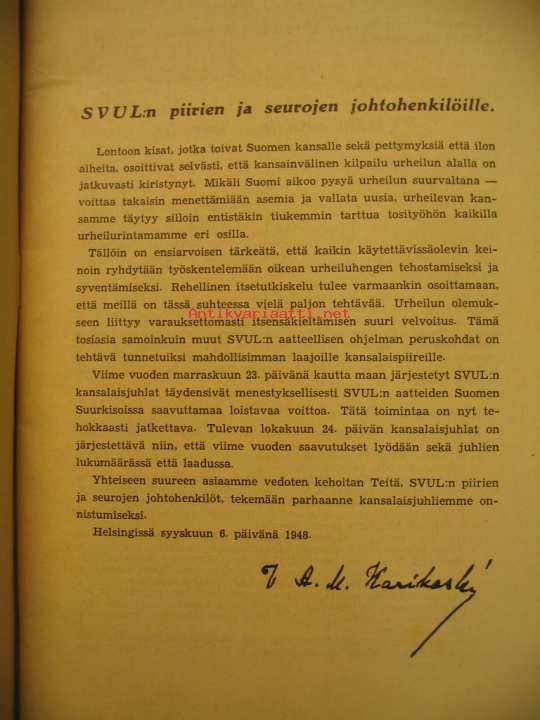 SVUL:n piirien ja seurojen johtohenkilöille.
Lontoon kisat, jotka toivat Suomen kansalle sekä pettymyksiä että ilon
aiheita, osoittivat selvästi, että kansainvälinen kilpailu urheilun alalla on
jatkuvasti kiristynyt. Mikäli Suomi aikoo pysyä urheilun suurvaltana —
voittaa takaisin menettämiään asemia ja vallata uusia, urheilevan kan-
samme täytyy silloin entistäkin tiukemmin tarttua tosityöhön kaikilla
urheilurintamamme eri osilla.
Tällöin on ensiarvoisen tärkeätä, että kaikin käytettävissäolevin kei-
noin ryhdytään työskentelemään oikean urheiluhengen tehostamiseksi ja
syventämiseksi. Rehellinen itsetutkiskelu tulee varmaankin osoittamaan,
että meillä on tässä suhteessa vielä paljon tehtävää. Urheilun olemuk-
Antikvariaatti.net
seen liittyy varauksettomasti itsensäkieltämisen suuri velvoitus. Tämä
tosiasia samoinkuin muut SVUL:n aatteellisen ohjelman peruskohdat on
tehtävä tunnetuiksi mahdollisimman laajoille kansalaispiireille.
Viime vuoden marraskuun 23. päivänä kautta maan järjestetyt SVUL:n
kansalaisjuhlat täydensivät menestyksellisesti SVUL:n aatteiden Suomen
Suurkisoissa saavuttamaa loistavaa voittoa. Tätä toimintaa on nyt te-
hokkaasti jatkettava. Tulevan lokakuun 24. päivän kansalaisjuhlat on
järjestettävä niin, että viime vuoden saavutukset lyödään sekä juhlien
lukumäärässä että laadussa.
Yhteiseen suureen asiaamme vedoten kehoitan Teitä, SVUL:n piirien
ja seurojen johtohenkilöt, tekemään parhaanne kansalaisjuhliemme on-
nistumiseksi.
Helsingissä syyskuun 6. päivänä 1948.
V A. M. Karikoski